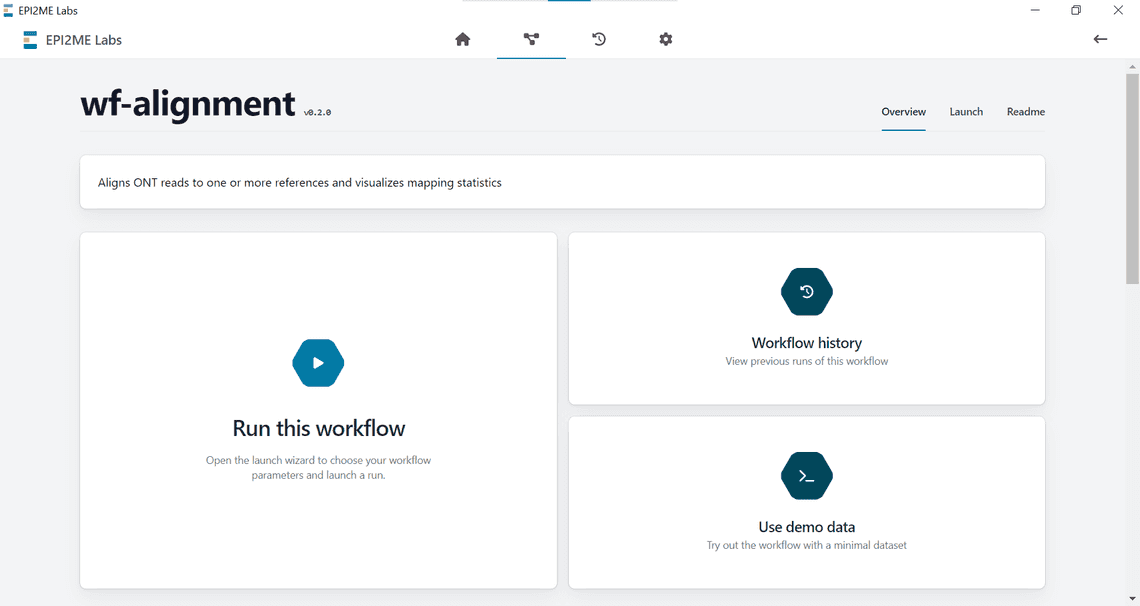 EPI2ME Labs
EPI2ME Labs
wf-alignment v0.2.0
Overview Launch Readme
Aligns ONT reads to one or more references and visualizes mapping statistics
Run this workflow
Open the launch wizard to choose your workflow
parameters and launch a run.
Workflow history
View previous runs of this workflow
Use demo data
Try out the workflow with a minimal dataset